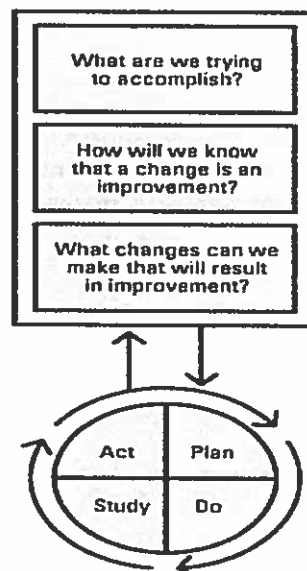 What are we trying
to accomplish?
How will we know
that a change is an
improvement?
What changes can we
make that will result
in improvement?
Act
Plan
Study
Do